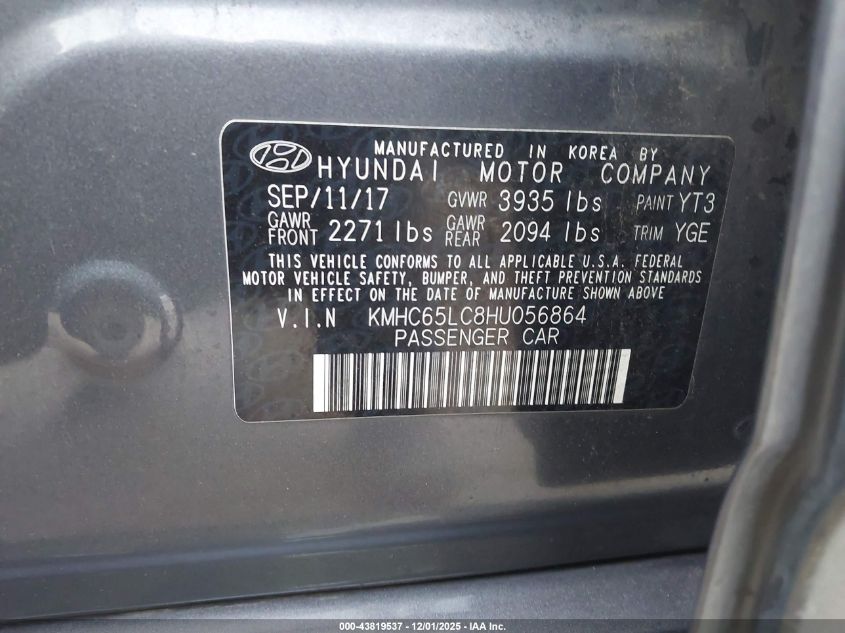 MANUFACTURED IN KOREA BY
HYUNDAI MOTOR COMPANY
SEP/11/17 GVWR 3935 lbs PAINT YT3
GAWR FRONT 2271 lbs GAWR REAR 2094 lbs TRIM YGE
THIS VEHICLE CONFORMS TO ALL APPLICABLE U.S.A. FEDERAL
MOTOR VEHICLE SAFETY, BUMPER, AND THEFT PREVENTION STANDARDS
IN EFFECT ON THE DATE OF MANUFACTURE SHOWN ABOVE
V.I.N KMHC65LC8HU056864
PASSENGER CAR
000-43819537 - 12/01/2025 - IAA Inc.